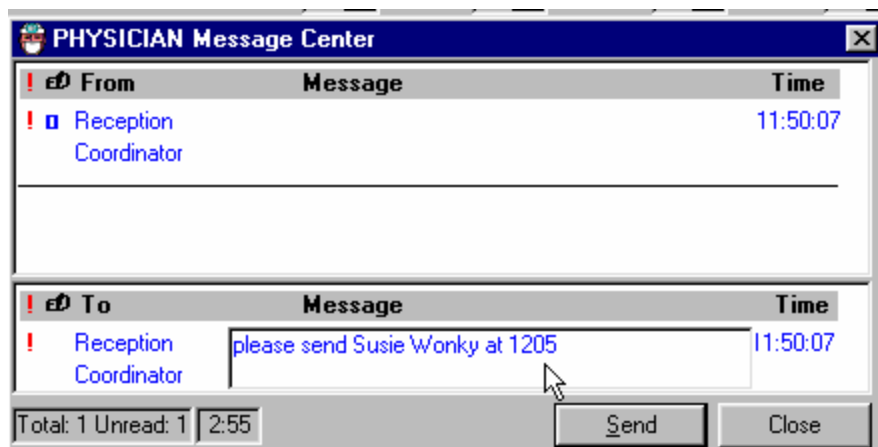 PHYSICIAN Message Center
! From Message Time
! Reception 11:50:07
Coordinator
! To Message Time
! Reception please send Susie Wonky at 1205 11:50:07
Coordinator
Total: 1 Unread: 1 2:55 Send Close